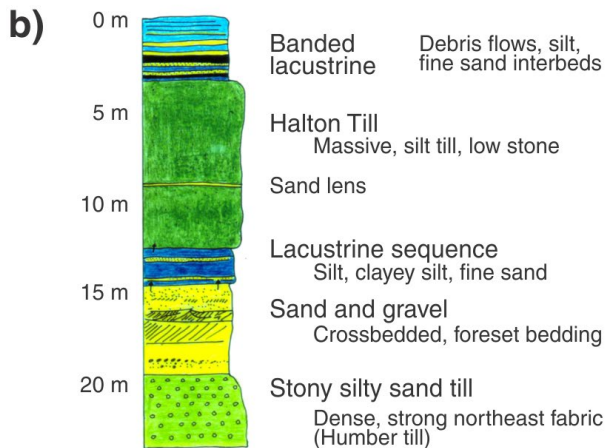 b)
0 m
Banded
lacustrine
Debris flows, silt,
fine sand interbeds
5 m
Halton Till
Massive, silt till, low stone
Sand lens
10 m
Lacustrine sequence
Silt, clayey silt, fine sand
15 m
Sand and gravel
Crossbedded, foreset bedding
20 m
Stony silty sand till
Dense, strong northeast fabric
(Humber till)